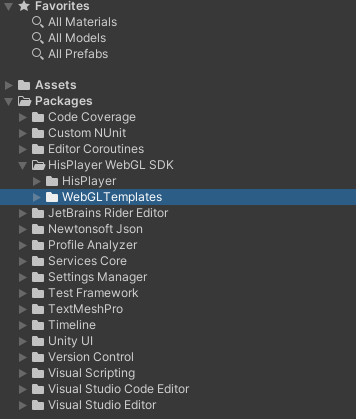 Favorites
All Materials
All Models
All Prefabs
Assets
Packages
Code Coverage
Custom NUnit
Editor Coroutines
HisPlayer WebGL SDK
HisPlayer
WebGLTemplates
JetBrains Rider Editor
Newtonsoft Json
Profile Analyzer
Services Core
Settings Manager
Test Framework
TextMeshPro
Timeline
Unity UI
Version Control
Visual Scripting
Visual Studio Code Editor
Visual Studio Editor